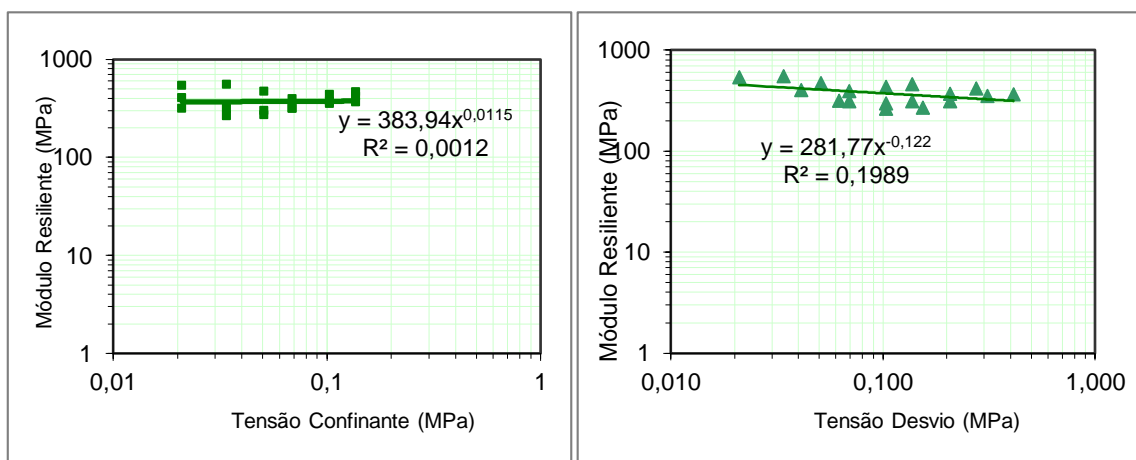 1000
100
10
1
0,01
0,1
1
Módulo Resiliente (MPa)
Tensão Confinante (MPa)
y = 383,94x^0,0115
R² = 0,0012
1000
100
10
1
0,010
0,100
1,000
Módulo Resiliente (MPa)
Tensão Desvio (MPa)
y = 281,77x^-0,122
R² = 0,1989